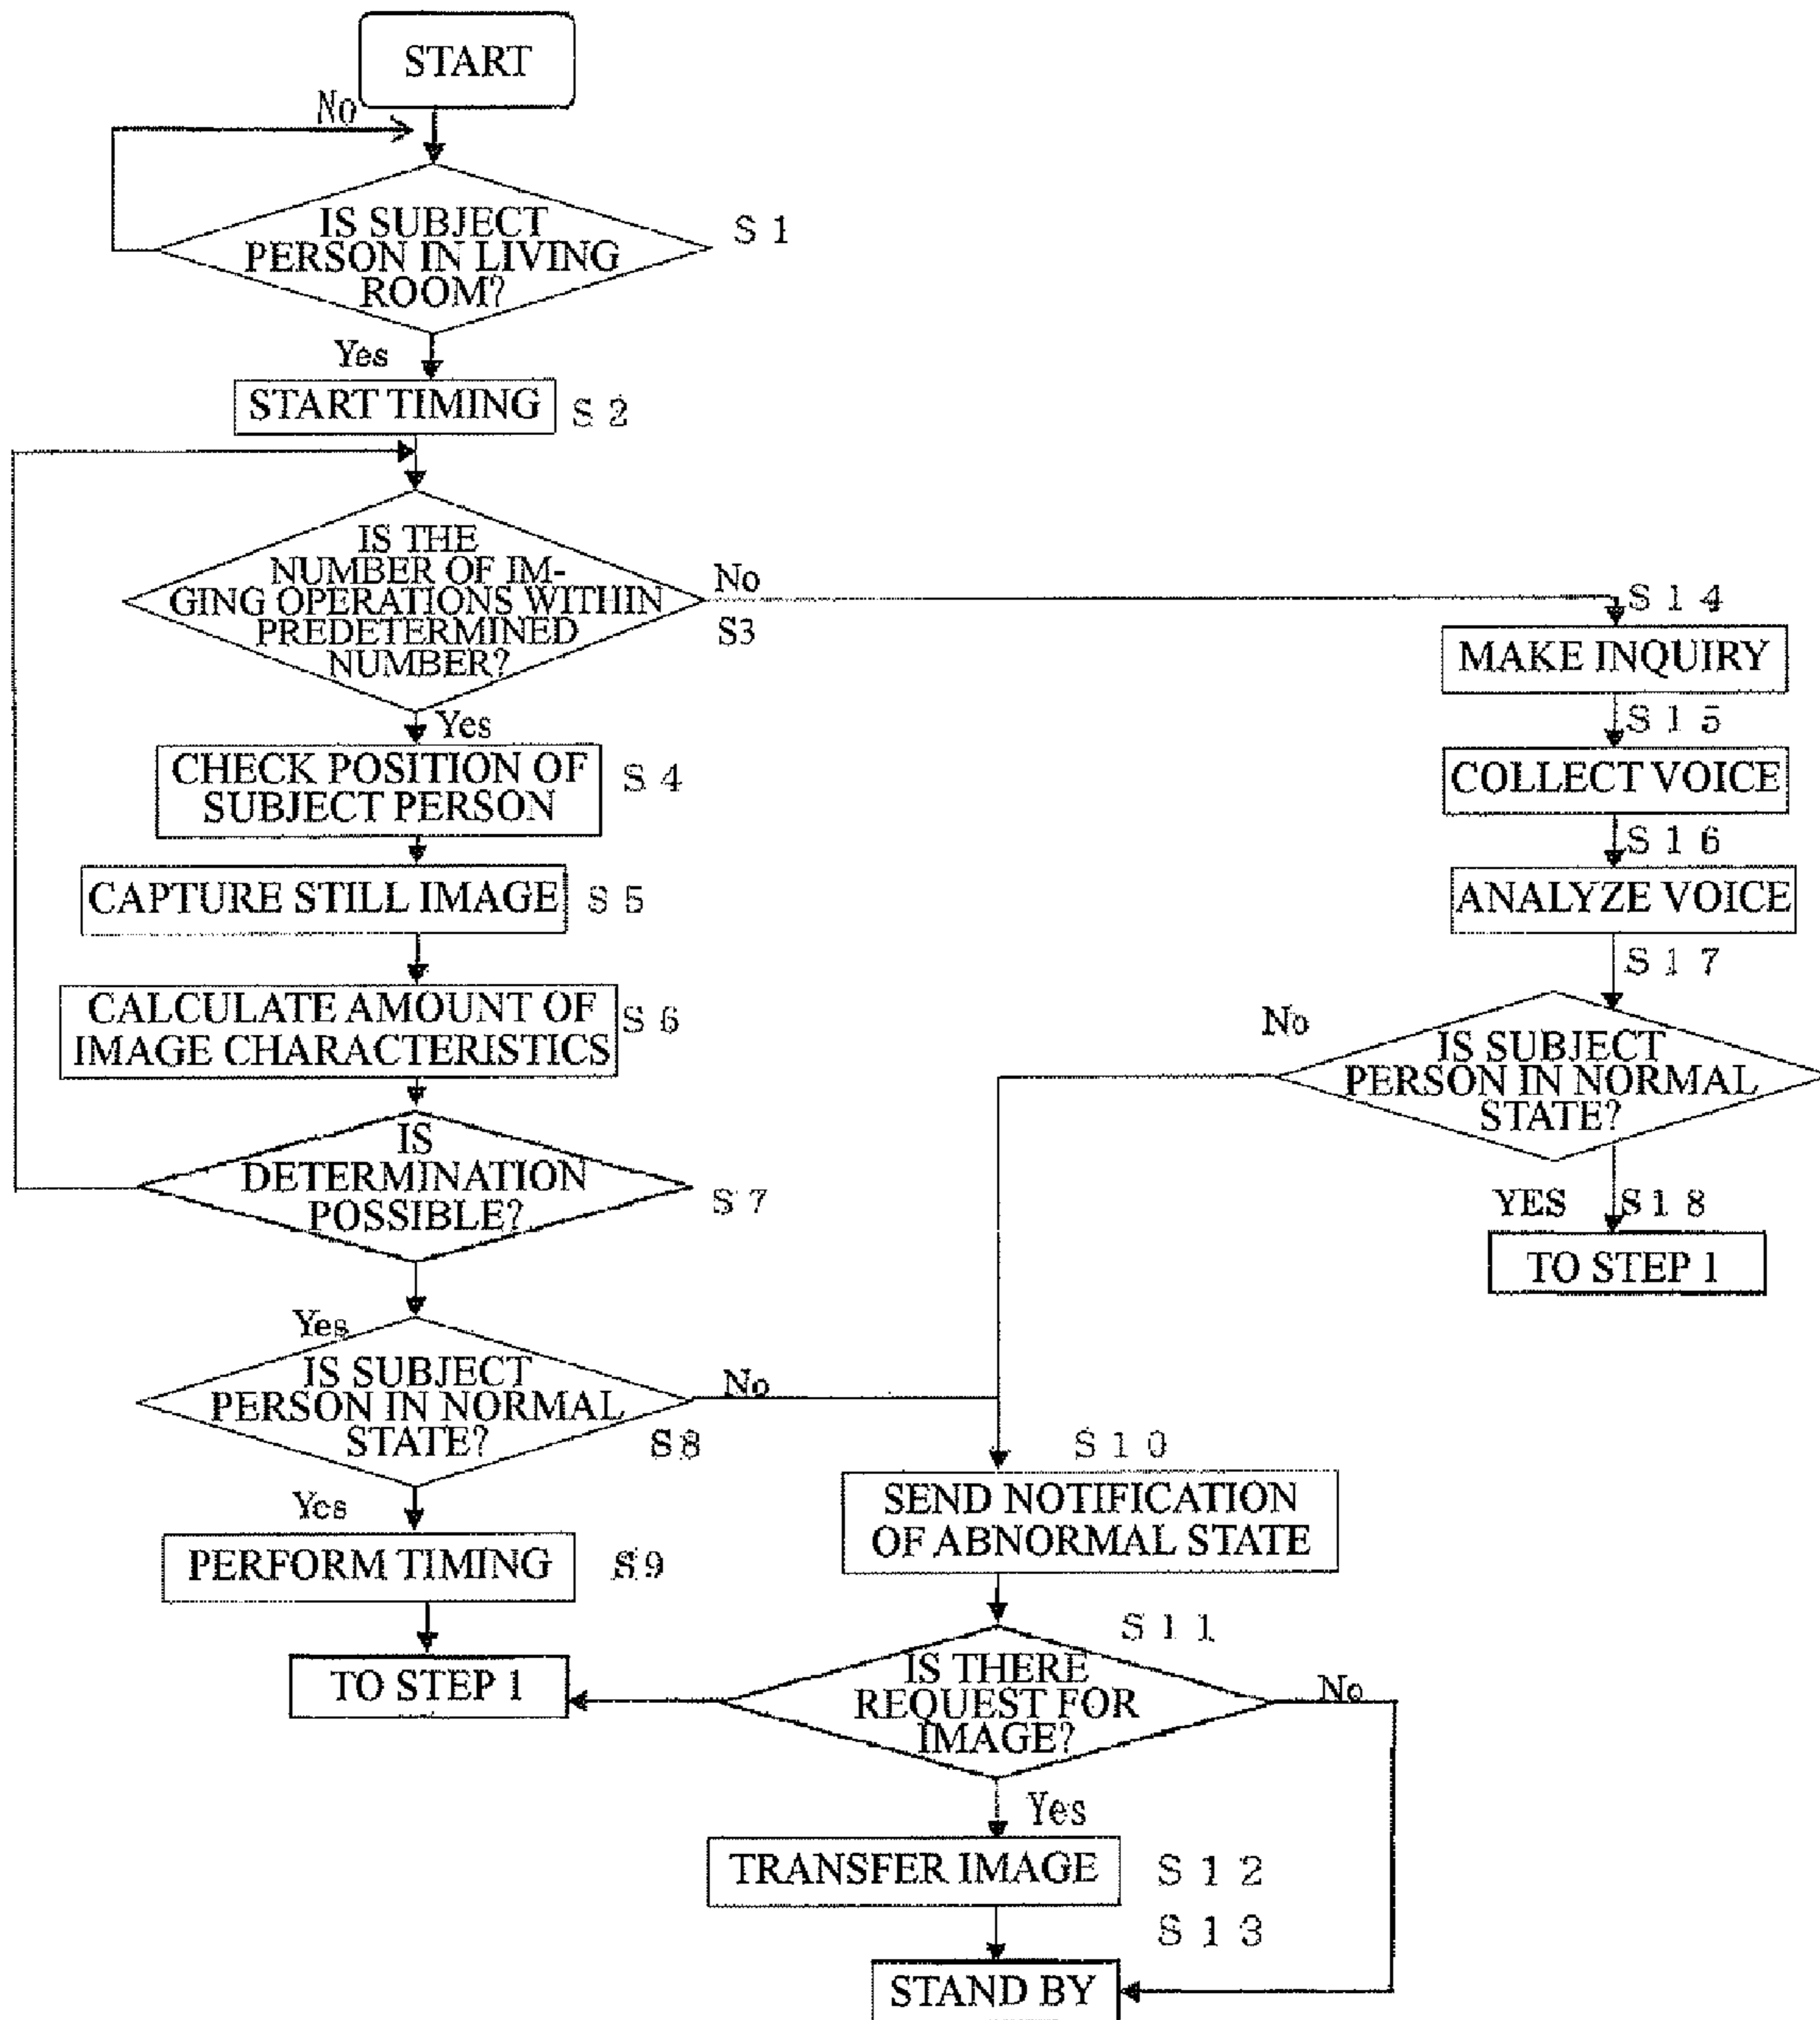 START
No
IS SUBJECT
PERSON IN LIVING
ROOM?
S 1
Yes
START TIMING
S 2
IS THE
NUMBER OF IM-
GING OPERATIONS WITHIN
PREDETERMINED
NUMBER?
No
S3
Yes
CHECK POSITION OF
SUBJECT PERSON
S 4
CAPTURE STILL IMAGE
S 5
CALCULATE AMOUNT OF
IMAGE CHARACTERISTICS
S 6
IS
DETERMINATION
POSSIBLE?
S 7
Yes
IS SUBJECT
PERSON IN NORMAL
STATE?
No
S8
Yes
PERFORM TIMING
S9
TO STEP 1
S 1 0
SEND NOTIFICATION
OF ABNORMAL STATE
S 1 1
IS THERE
REQUEST FOR
IMAGE?
No
Yes
TRANSFER IMAGE
S 1 2
S 1 3
STAND BY
S 1 4
MAKE INQUIRY
S 1 5
COLLECT VOICE
S 1 6
ANALYZE VOICE
S 1 7
No
IS SUBJECT
PERSON IN NORMAL
STATE?
YES
S 1 8
TO STEP 1